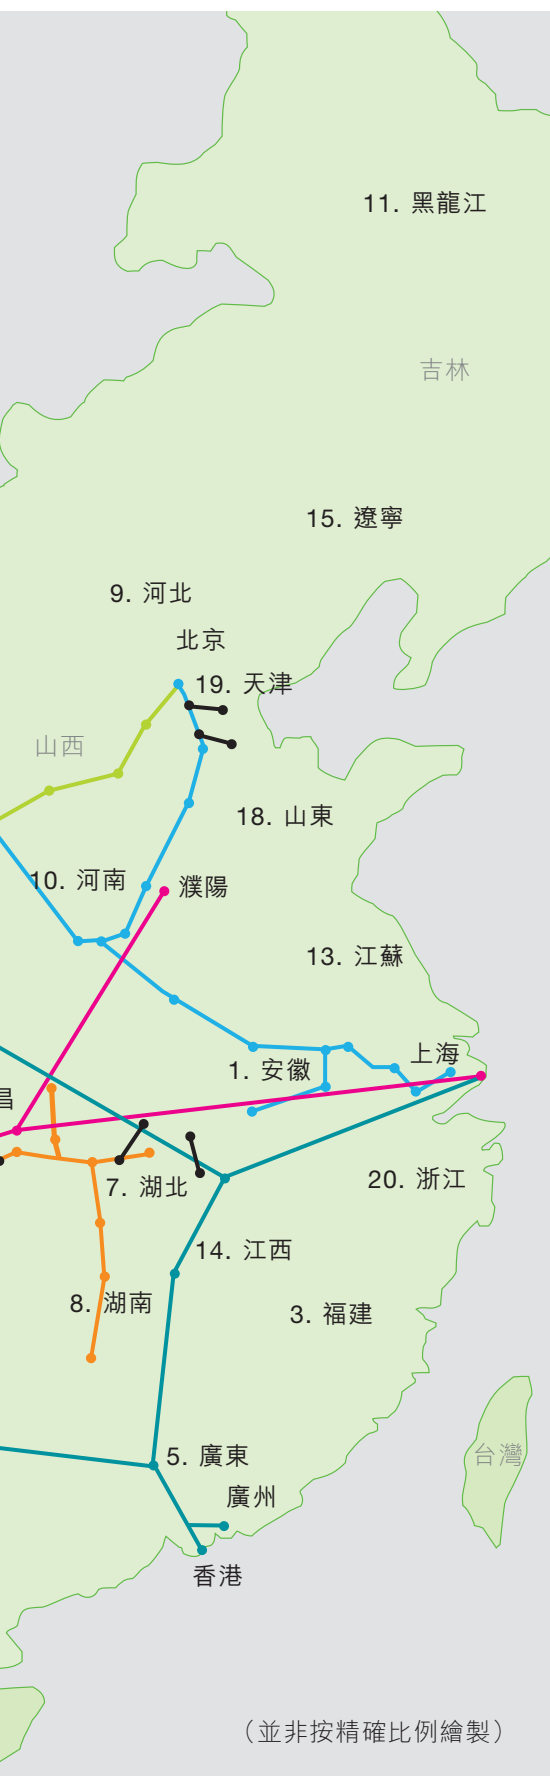 11. 黑龍江
吉林
15. 遼寧
9. 河北
北京
19. 天津
山西
18. 山東
10. 河南
濮陽
13. 江蘇
上海
1. 安徽
昌
20. 浙江
7. 湖北
14. 江西
8. 湖南
3. 福建
台灣
5. 廣東
廣州
香港
（並非按精確比例繪製）